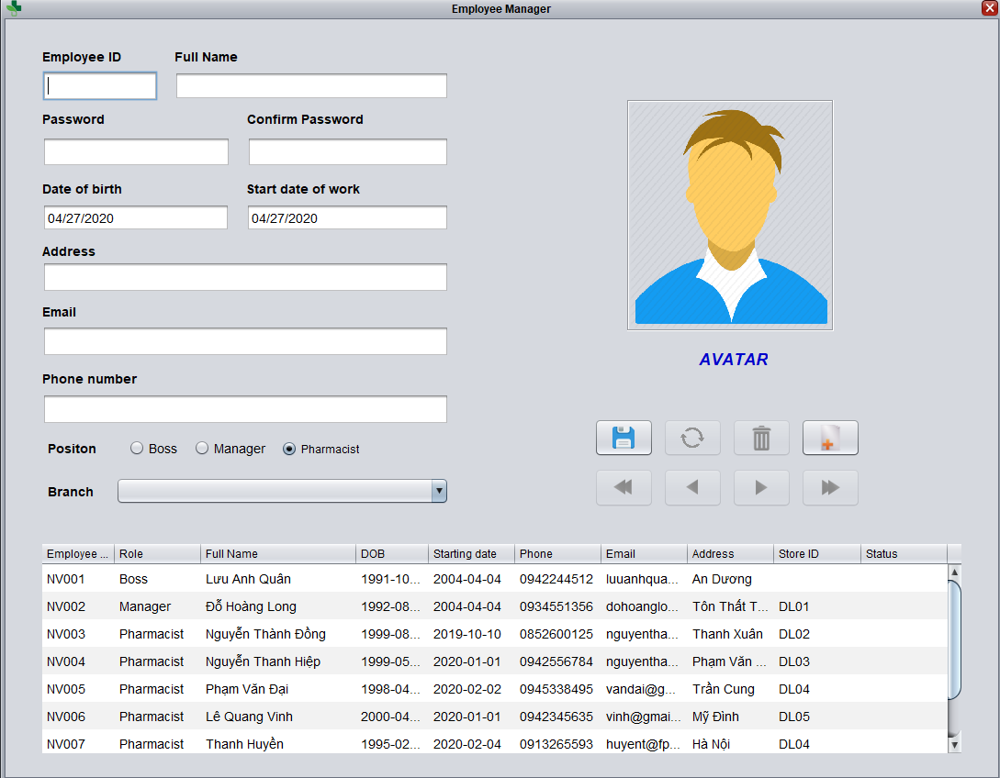 Employee Manager
Employee ID Full Name
Password Confirm Password
Date of birth Start date of work
04/27/2020 04/27/2020
Address
Email
AVATAR
Phone number
Positon Boss Manager Pharmacist
Branch
Employee ... Role Full Name DOB Starting date Phone Email Address Store ID Status
NV001 Boss Lưu Anh Quân 1991-10... 2004-04-04 0942244512 luuanhqua... An Dương
NV002 Manager Đỗ Hoàng Long 1992-08... 2004-04-04 0934551356 dohoanglo... Tôn Thất T... DL01
NV003 Pharmacist Nguyễn Thành Đồng 1999-08... 2019-10-10 0852600125 nguyentha... Thanh Xuân DL02
NV004 Pharmacist Nguyễn Thanh Hiệp 1999-05... 2020-01-01 0942556784 nguyentha... Phạm Văn ... DL03
NV005 Pharmacist Phạm Văn Đại 1998-04... 2020-02-02 0945338495 vandai@g... Trần Cung DL04
NV006 Pharmacist Lê Quang Vinh 2000-04... 2020-01-01 0942345635 vinh@gmai... Mỹ Đình DL05
NV007 Pharmacist Thanh Huyền 1995-02... 2020-02-04 0913265593 huyent@fp... Hà Nội DL04